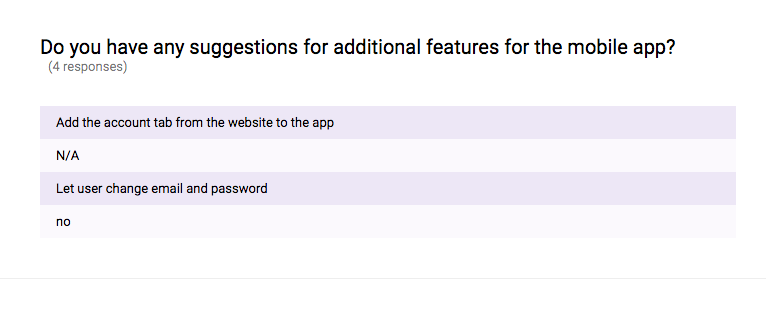 Do you have any suggestions for additional features for the mobile app?
(4 responses)
Add the account tab from the website to the app
N/A
Let user change email and password
no